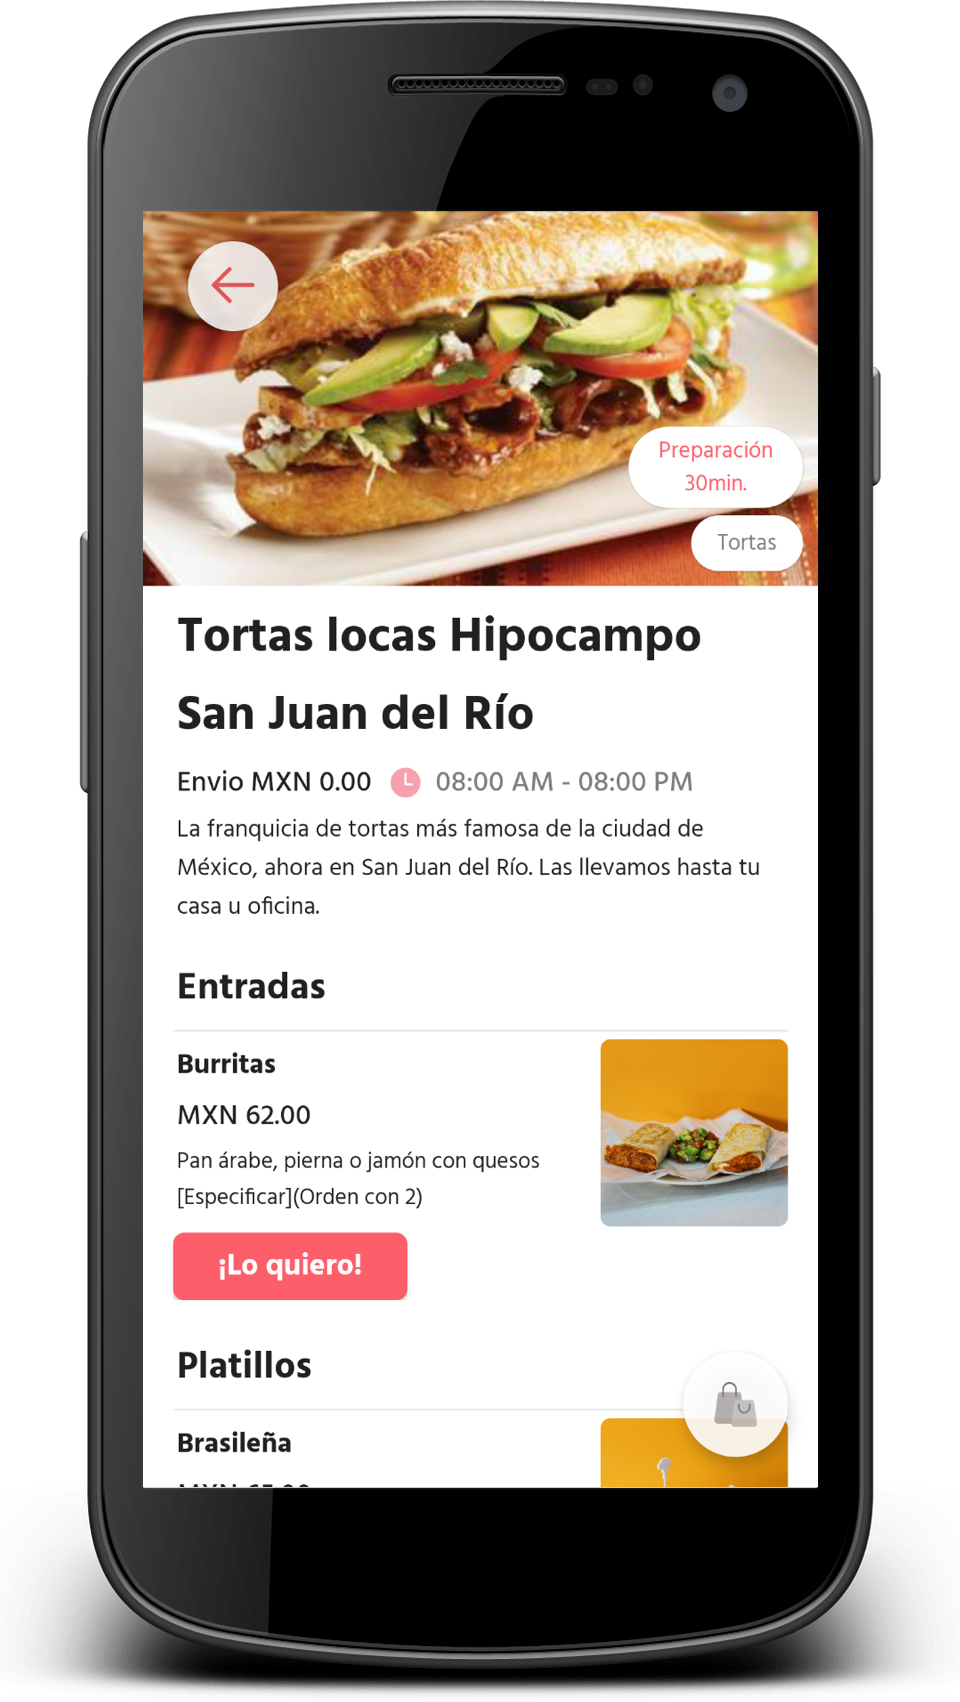 Preparación
30min.
Tortas
Tortas locas Hipocampo
San Juan del Río
Envio MXN 0.00 08:00 AM - 08:00 PM
La franquicia de tortas más famosa de la ciudad de
México, ahora en San Juan del Río. Las llevamos hasta tu
casa u oficina.
Entradas
Burritas
MXN 62.00
Pan árabe, pierna o jamón con quesos
[Especificar](Orden con 2)
¡Lo quiero!
Platillos
Brasileña